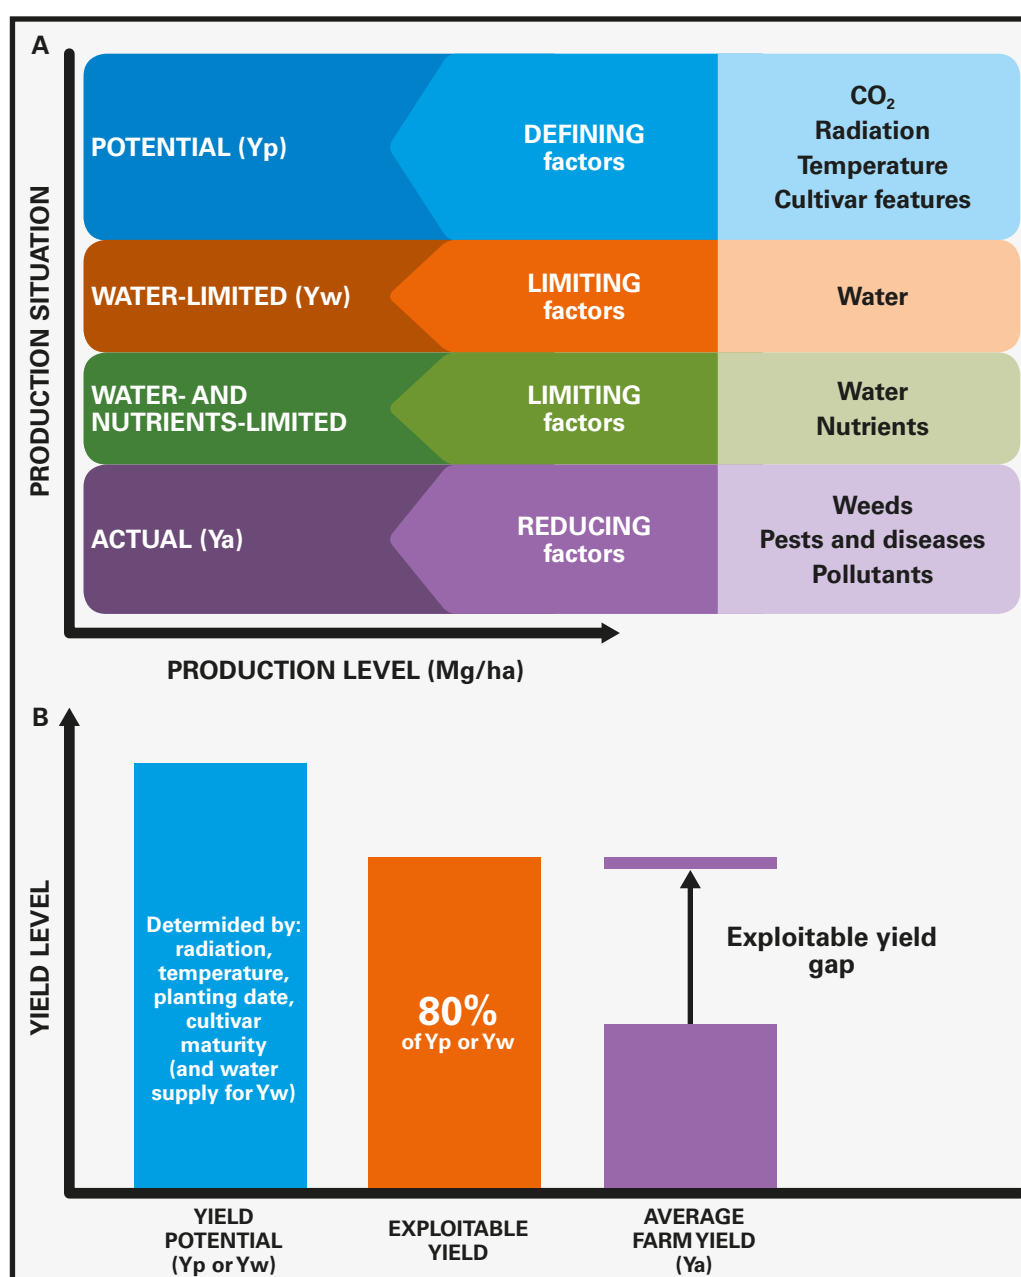 A
PRODUCTION SITUATION
POTENTIAL (Yp)
DEFINING
factors
CO₂
Radiation
Temperature
Cultivar features
WATER-LIMITED (Yw)
LIMITING
factors
Water
WATER- AND
NUTRIENTS-LIMITED
LIMITING
factors
Water
Nutrients
ACTUAL (Ya)
REDUCING
factors
Weeds
Pests and diseases
Pollutants
PRODUCTION LEVEL (Mg/ha)
B
YIELD LEVEL
Determided by:
radiation,
temperature,
planting date,
cultivar
maturity
(and water
supply for Yw)
80%
of Yp or Yw
Exploitable yield
gap
YIELD
POTENTIAL
(Yp or Yw)
EXPLOITABLE
YIELD
AVERAGE
FARM YIELD
(Ya)